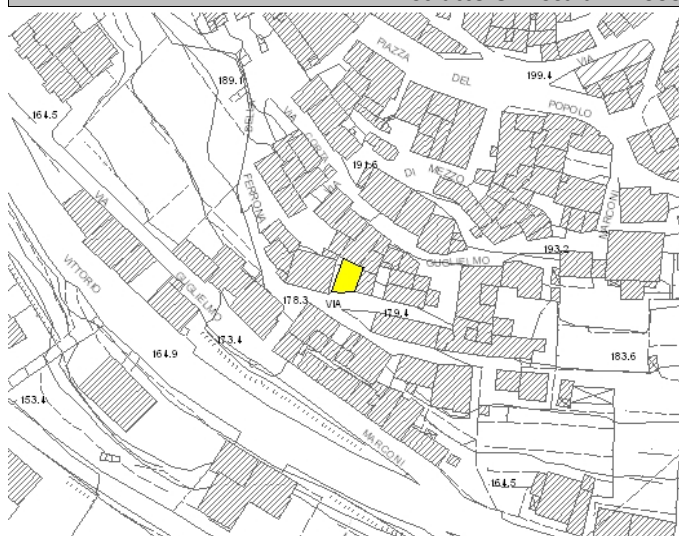 PIAZZA DEL POPOLO
VIA
199.4
189.1
164.5
DELLA FERRONA
VIA CORTA
191.6
DI MEZZO
MARCONI
VIA GUGLIELMO MARCONI
VITTORIO
GUGLIELMO
193.2
178.3
VIA
179.4
173.4
164.9
183.6
153.4
164.5